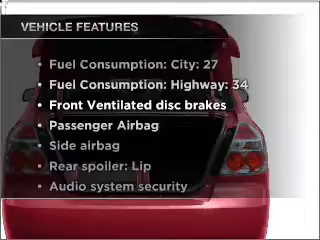 VEHICLE FEATURES
• Fuel Consumption: City: 27
• Fuel Consumption: Highway: 34
• Front Ventilated disc brakes
• Passenger Airbag
• Side airbag
• Rear spoiler: Lip
• Audio system security